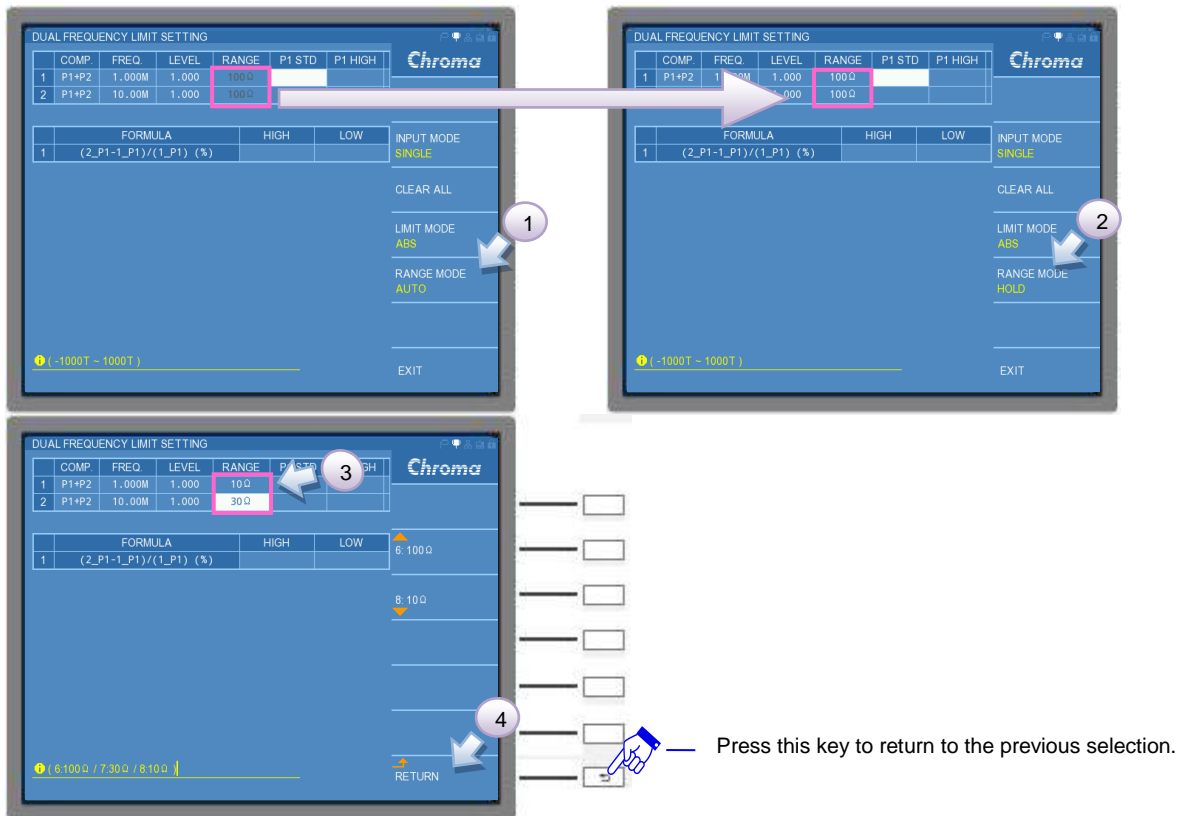 DUAL FREQUENCY LIMIT SETTING
Chroma
COMP. FREQ. LEVEL RANGE P1 STD P1 HIGH
1 P1+P2 1.000M 1.000 100Ω
2 P1+P2 10.00M 1.000 100Ω
FORMULA HIGH LOW
1 (2_P1-1_P1)/(1_P1) (%)
INPUT MODE
SINGLE
CLEAR ALL
LIMIT MODE
ABS
1
RANGE MODE
AUTO
( -1000T ~ 1000T )
EXIT
DUAL FREQUENCY LIMIT SETTING
Chroma
COMP. FREQ. LEVEL RANGE P1 STD P1 HIGH
1 P1+P2 1.000 100Ω
100Ω
FORMULA HIGH LOW
1 (2_P1-1_P1)/(1_P1) (%)
INPUT MODE
SINGLE
CLEAR ALL
LIMIT MODE
ABS
2
RANGE MODE
HOLD
( -1000T ~ 1000T )
EXIT
DUAL FREQUENCY LIMIT SETTING
Chroma
COMP. FREQ. LEVEL RANGE
1 P1+P2 1.000M 1.000 10Ω
2 P1+P2 10.00M 1.000 30Ω
3
FORMULA HIGH LOW
1 (2_P1-1_P1)/(1_P1) (%)
6: 100Ω
8: 10Ω
4
( 6:100Ω / 7:30Ω / 8:10Ω )
RETURN
Press this key to return to the previous selection.